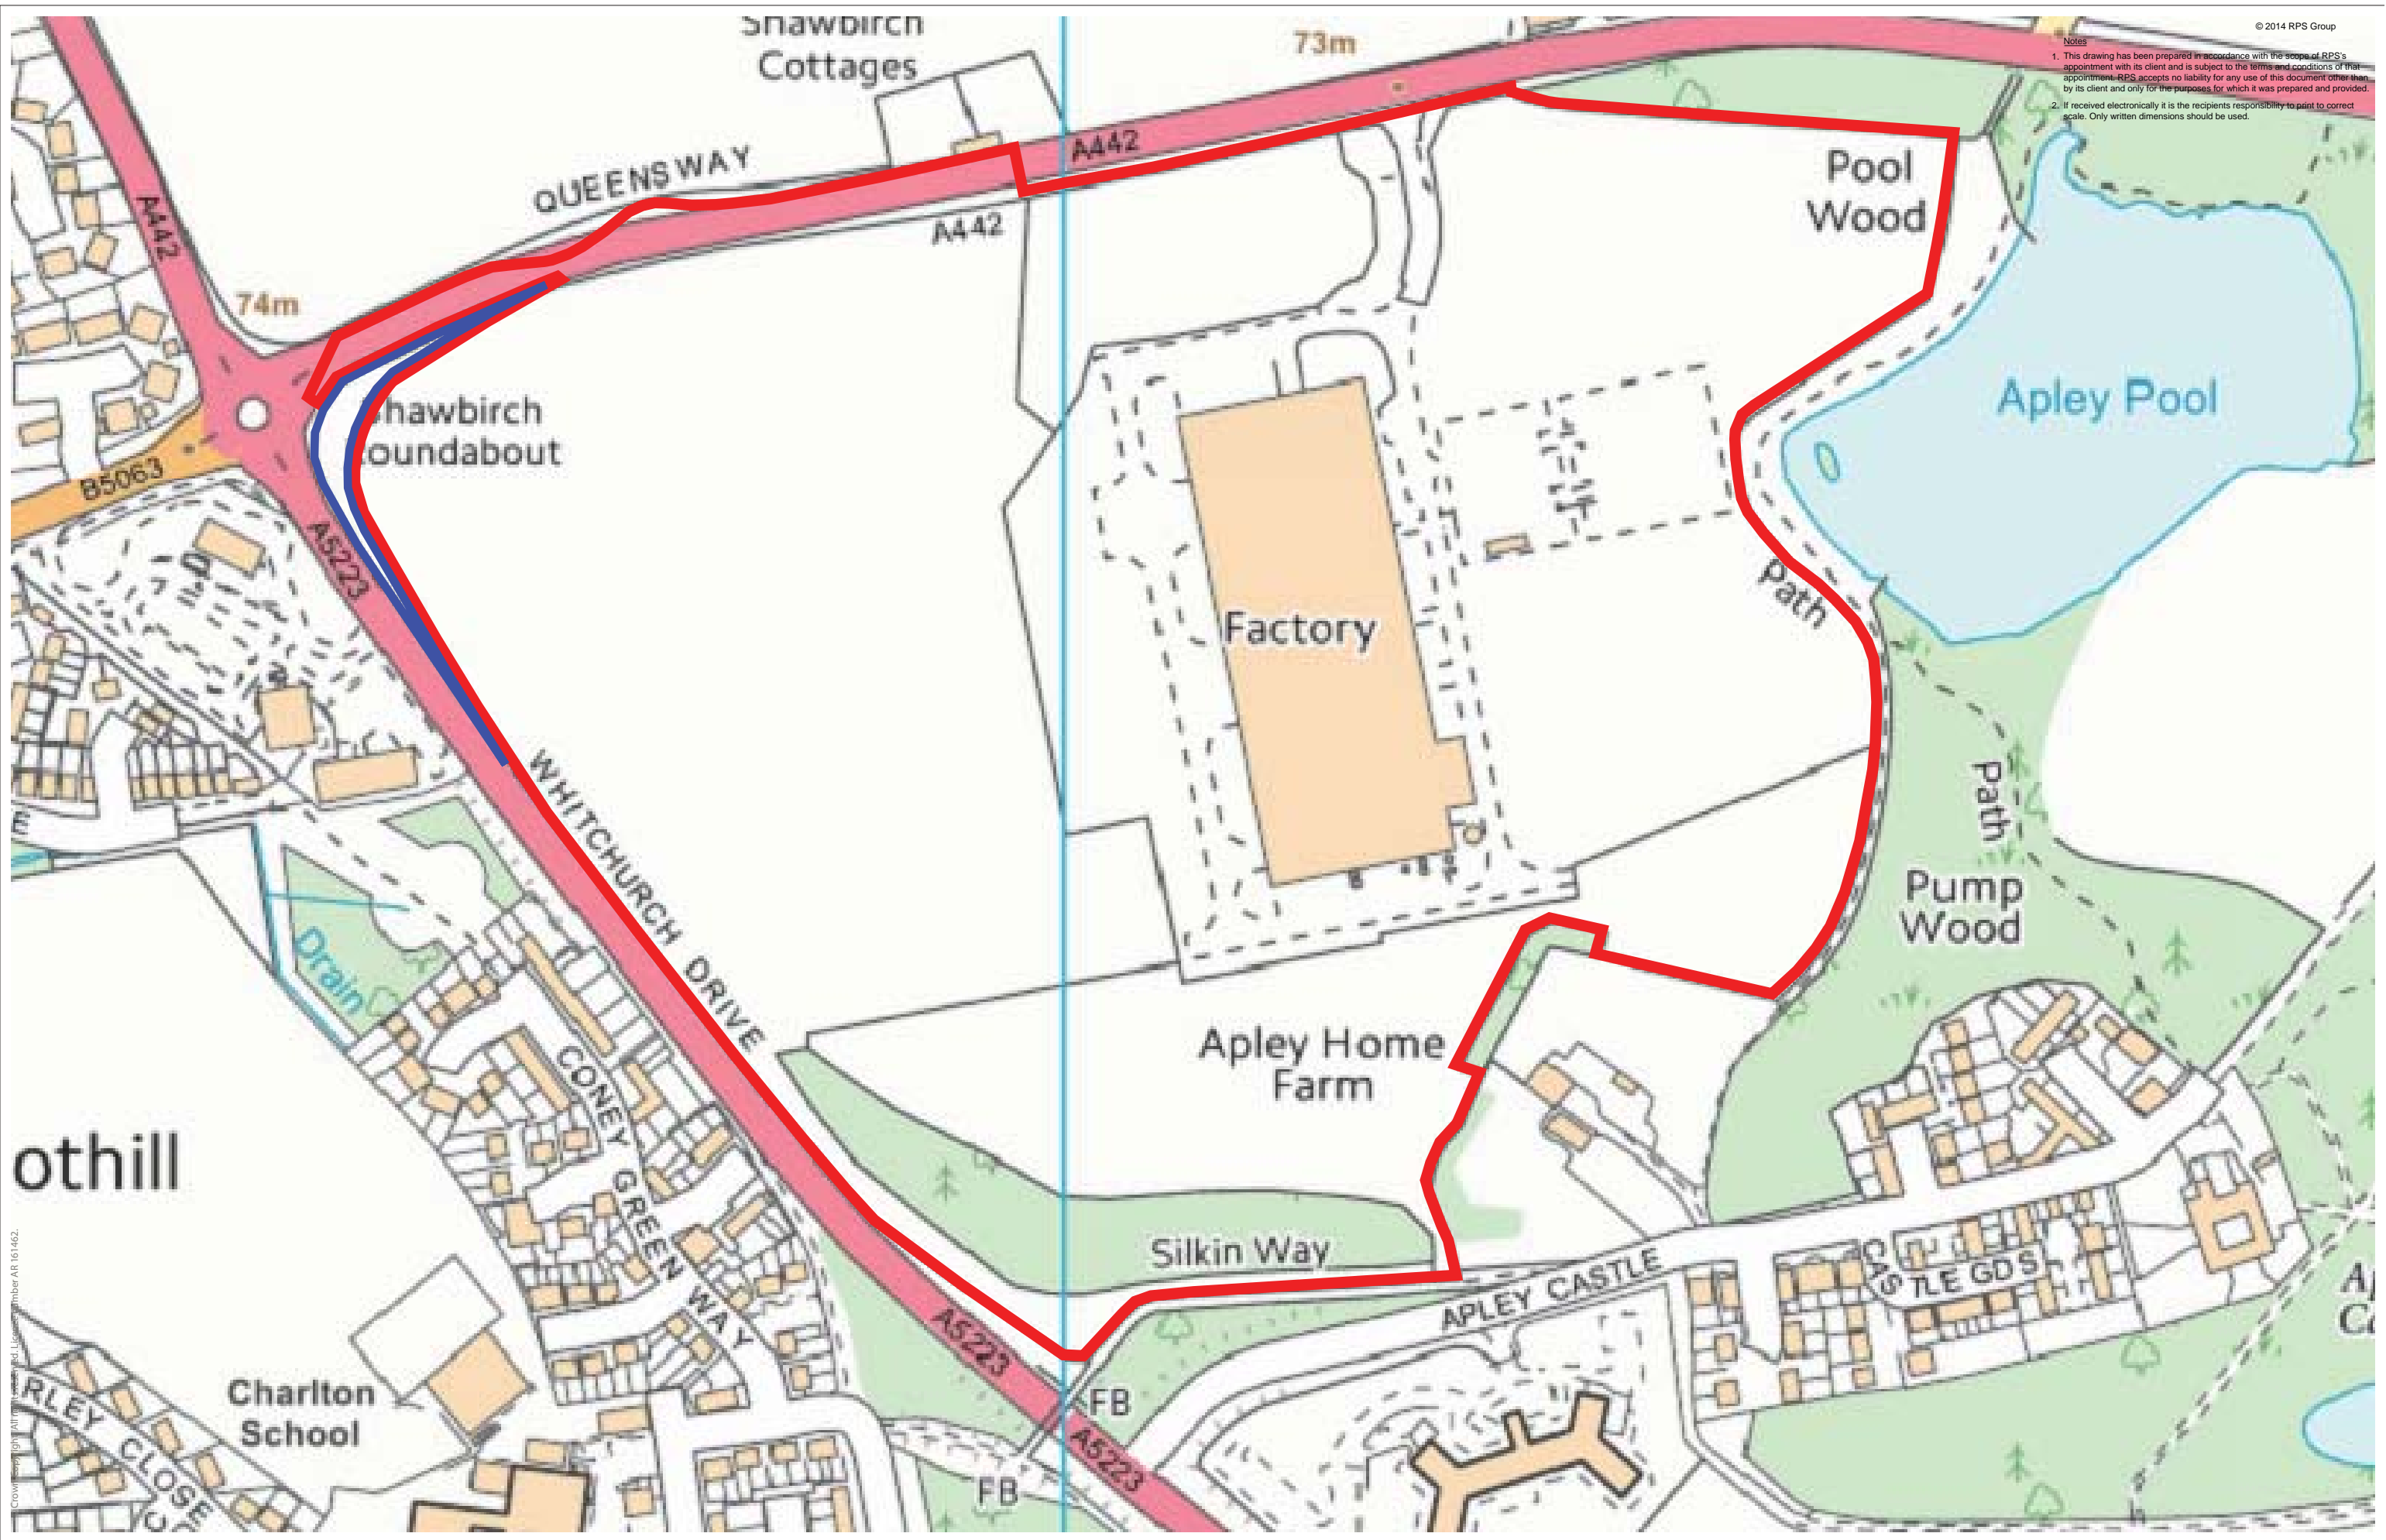 © 2014 RPS Group
Notes
1. This drawing has been prepared in accordance with the scope of RPS's
appointment with its client and is subject to the terms and conditions of that
appointment. RPS accepts no liability for any use of this document other than
by its client and only for the purposes for which it was prepared and provided.
2. If received electronically it is the recipients responsibility to print to correct
scale. Only written dimensions should be used.
Shawbirch
Cottages
73m
QUEENSWAY
A442
A442
A442
74m
Pool
Wood
Apley Pool
hawbirch
oundabout
B5063
A5223
Factory
Path
Path
WHITCHURCH DRIVE
Pump
Wood
Drain
Apley Home
Farm
CONEY GREEN WAY
othill
Silkin Way
APLEY CASTLE
CASTLE GDS
A5223
FB
A5223
FB
Charlton
School
RLEY CLOSE
E
AR 161462.